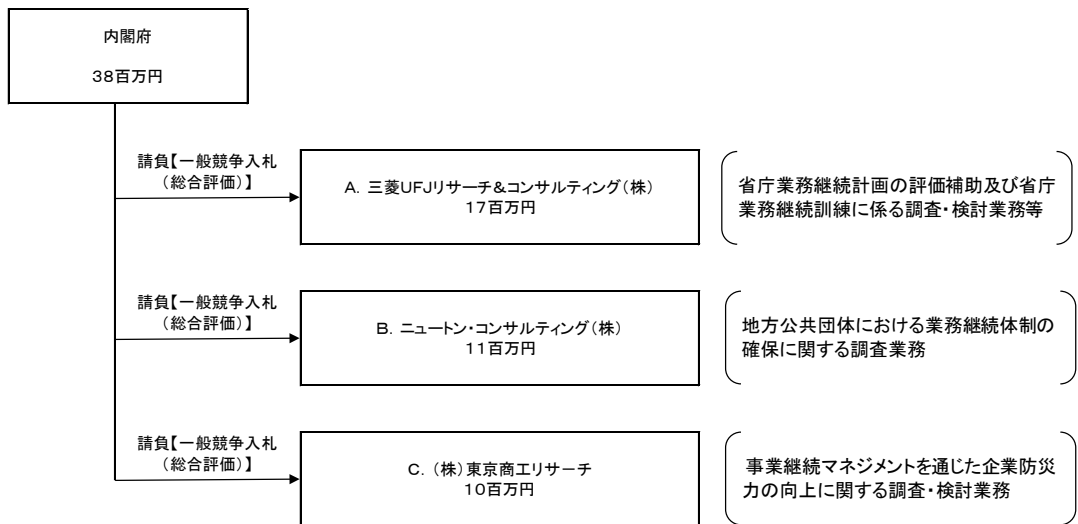 内閣府
38百万円
請負【一般競争入札
（総合評価）】
A．三菱UFJリサーチ&コンサルティング（株）
17百万円
省庁業務継続計画の評価補助及び省庁
業務継続訓練に係る調査・検討業務等
請負【一般競争入札
（総合評価）】
B．ニュートン・コンサルティング（株）
11百万円
地方公共団体における業務継続体制の
確保に関する調査業務
請負【一般競争入札
（総合評価）】
C．（株）東京商工リサーチ
10百万円
事業継続マネジメントを通じた企業防災
力の向上に関する調査・検討業務